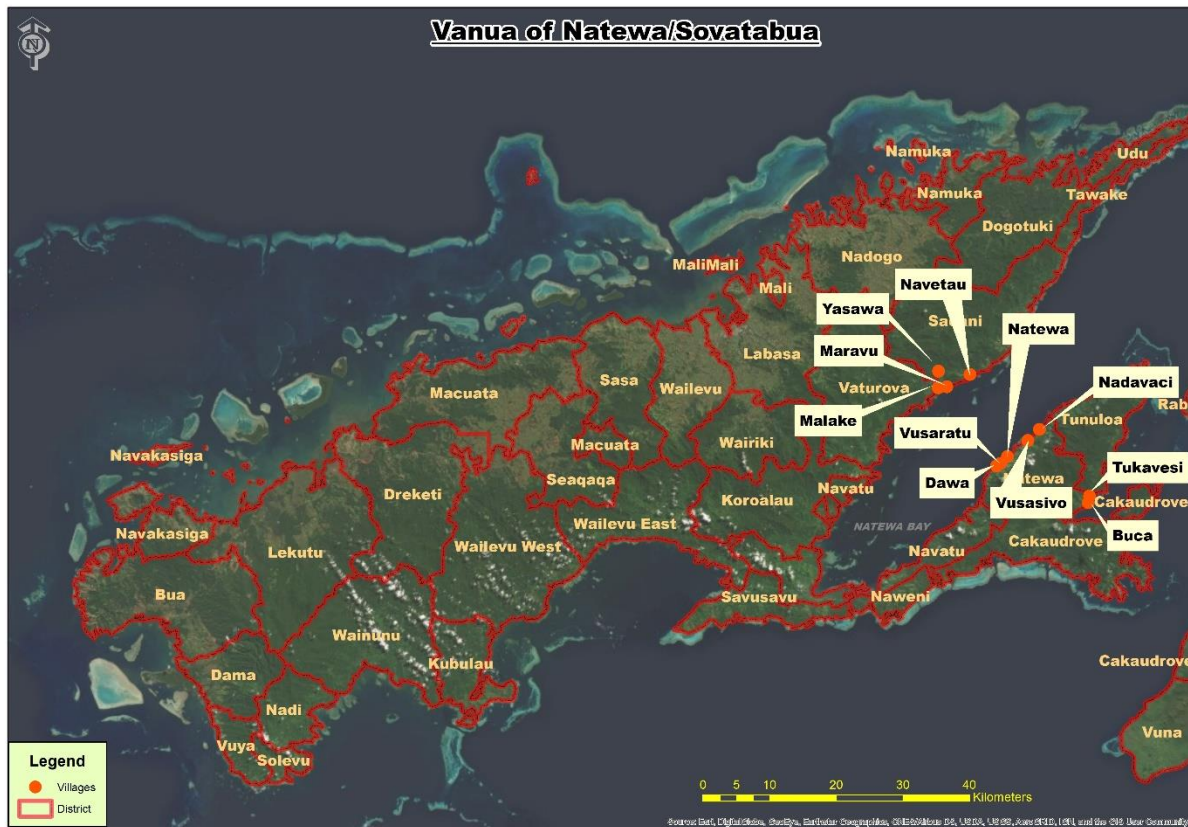 Vanua of Natewa/Sovatabua
N
Udu
Namuka
Tawake
Namuka
Dogotuki
Nadogo
MaliMali
Mali
Navetau
Yasawa
Natewa
Labasa
Maravu
Sasa
Nadavaci
Wailevu
Vaturova
Macuata
Tunuloa
Malake
Vusaratu
Macuata
Wairiki
Navakasiga
Tukavesi
Dreketi
Seaqaqa
Dawa
Koroalau
Navatu
Vusasivo
Cakaudrove
Navakasiga
Wailevu East
NATEWA BAY
Buca
Lekutu
Wailevu West
Cakaudrove
Navatu
Bua
Savusavu
Naweni
Wainunu
Kubulau
Cakaudrove
Dama
Nadi
Vuna
Vuya
Solevu
Legend
Villages
District
0 5 10 20 30 40
Kilometers